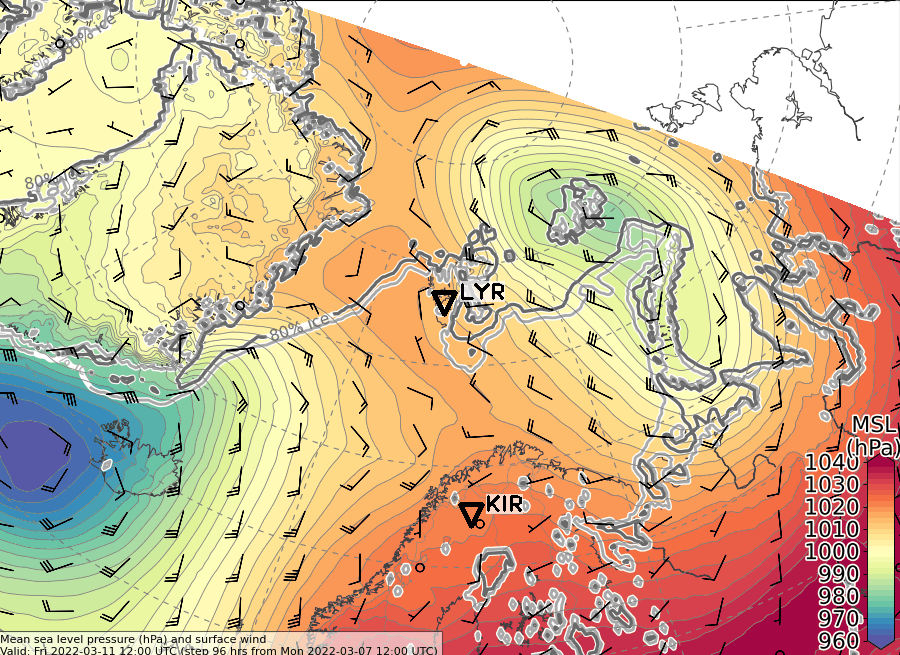 80% ice
80% ice
80% ice
LYR
KIR
MSL
(hPa)
1040
1030
1020
1010
1000
990
980
970
960
Mean sea level pressure (hPa) and surface wind
Valid: Fri 2022-03-11 12:00 UTC (step 96 hrs from Mon 2022-03-07 12:00 UTC)